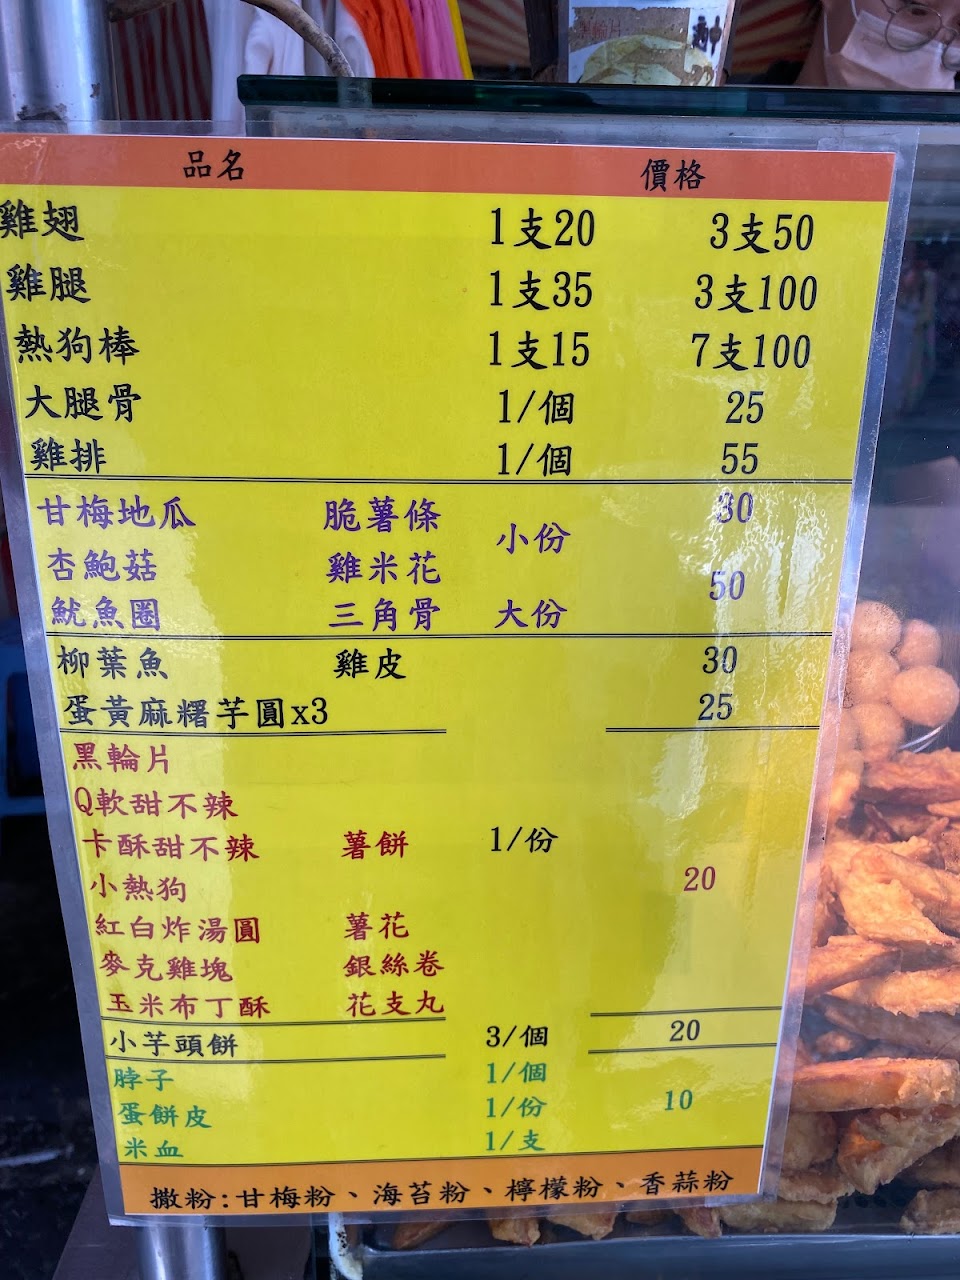 品名 價格
雞翅 1支20 3支50
雞腿 1支35 3支100
熱狗棒 1支15 7支100
大腿骨 1/個 25
雞排 1/個 55
甘梅地瓜 脆薯條 小份 30
杏鮑菇 雞米花 50
魷魚圈 三角骨 大份
柳葉魚 雞皮 30
蛋黃麻糬芋圓x3 25
黑輪片
Q軟甜不辣
卡酥甜不辣 薯餅 1/份
小熱狗 20
紅白炸湯圓 薯花
麥克雞塊 銀絲卷
玉米布丁酥 花支丸
小芋頭餅 3/個 20
脖子 1/個
蛋餅皮 1/份 10
米血 1/支
撒粉:甘梅粉、海苔粉、檸檬粉、香蒜粉